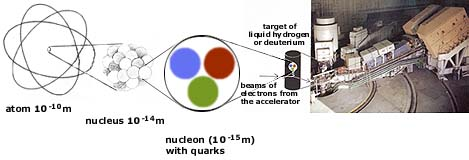 atom 10⁻¹⁰m
nucleus 10⁻¹⁴m
nucleon (10⁻¹⁵m)
with quarks
target of
liquid hydrogen
or deuterium
beams of
electrons from
the accelerator